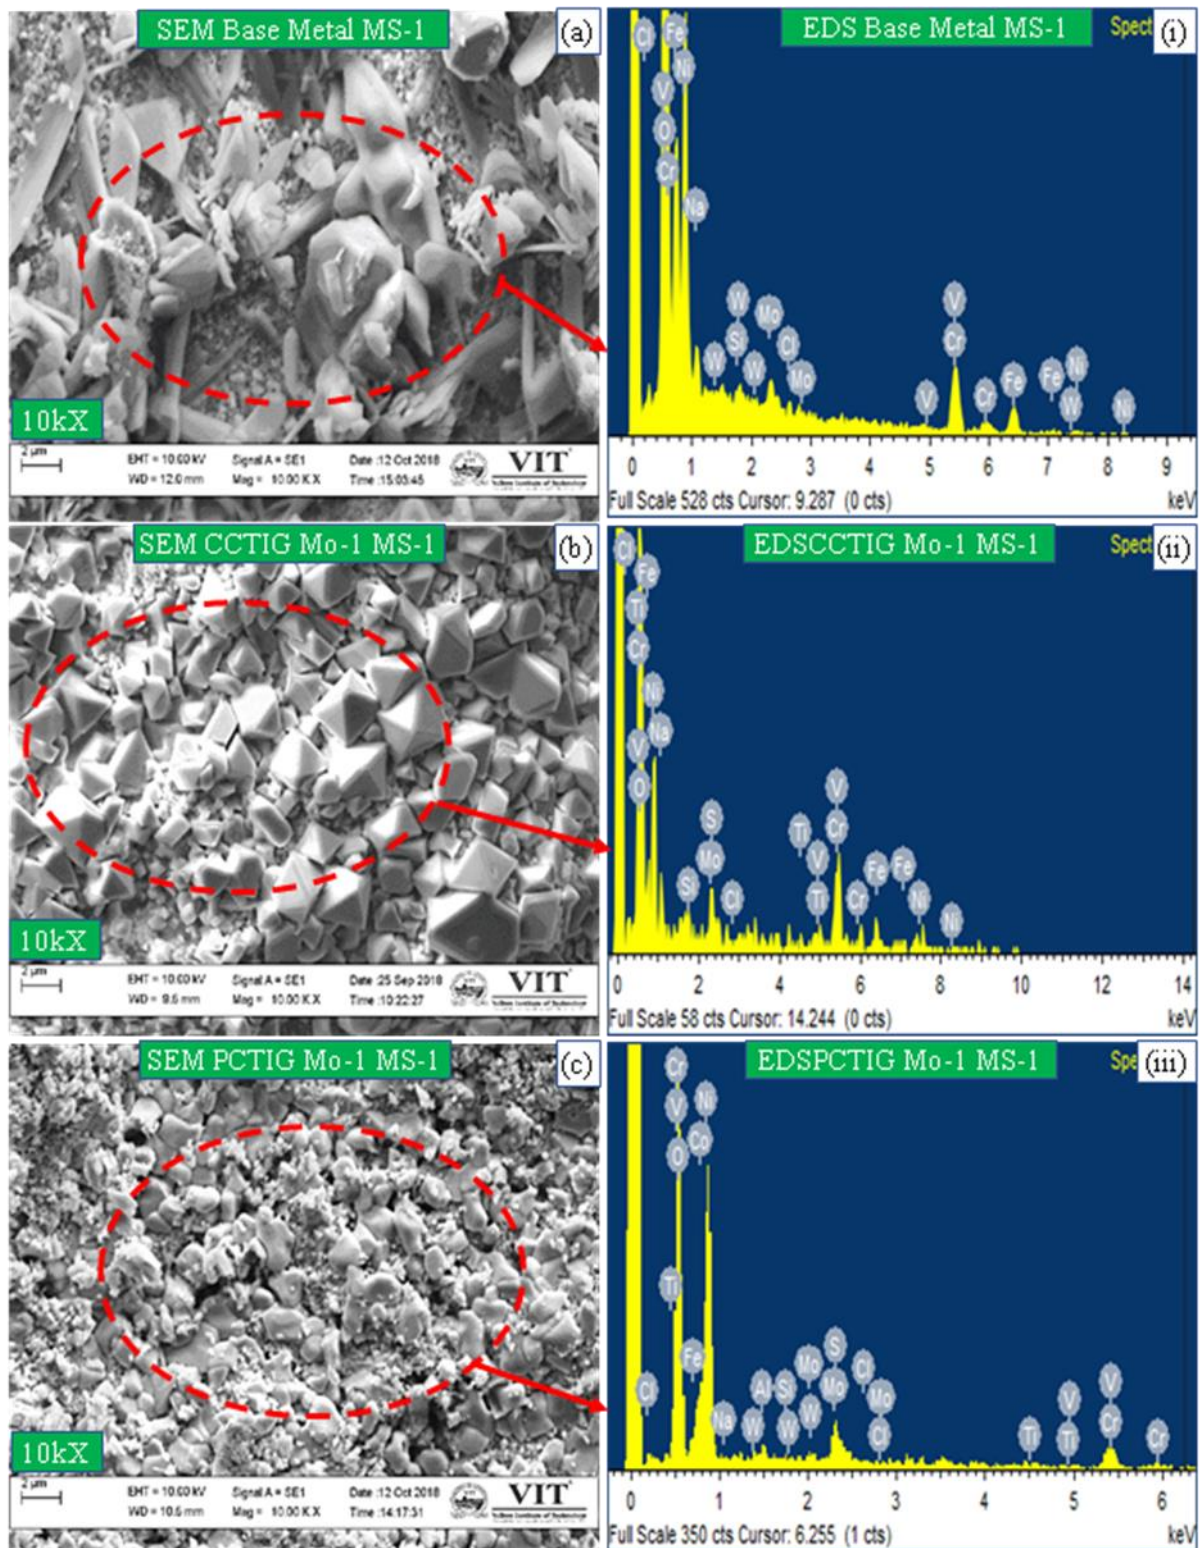 SEM Base Metal MS-1
(a)
10kX
2 µm
EHT = 10.00 kV
Signal A = SE1
Date :12 Oct 2018
WD = 12.0 mm
Mag = 10.00 K X
Time :15:03:45
VIT
EDS Base Metal MS-1
Spect
(i)
Cl
Fe
Ni
V
O
Cr
Na
W
Si
W
W
Mo
Cl
Mo
V
Cr
V
Cr
Fe
Fe
Ni
W
Ni
0 1 2 3 4 5 6 7 8 9
Full Scale 528 cts Cursor: 9.287 (0 cts)
keV
SEM CCTIG Mo-1 MS-1
(b)
10kX
2 µm
EHT = 10.00 kV
Signal A = SE1
Date :25 Sep 2018
WD = 9.5 mm
Mag = 10.00 K X
Time :10:22:27
VIT
EDSCCTIG Mo-1 MS-1
Spect
(ii)
Cl
Fe
Ti
Cr
Ni
Na
V
O
S
Mo
Si
Cl
Ti
V
Ti
V
Cr
Cr
Fe
Fe
Ni
Ni
0 2 4 6 8 10 12 14
Full Scale 58 cts Cursor: 14.244 (0 cts)
keV
SEM PCTIG Mo-1 MS-1
(c)
10kX
2 µm
EHT = 10.00 kV
Signal A = SE1
Date :12 Oct 2018
WD = 10.5 mm
Mag = 10.00 K X
Time :14:17:31
VIT
EDSPCTIG Mo-1 MS-1
Spe
(iii)
Cr
V
O
Ni
Co
Ti
Fe
Cl
Na
W
Al
Si
W
Mo
W
S
Mo
Cl
Mo
Cl
Ti
V
Ti
V
Cr
Cr
0 1 2 3 4 5 6
Full Scale 350 cts Cursor: 6.255 (1 cts)
keV